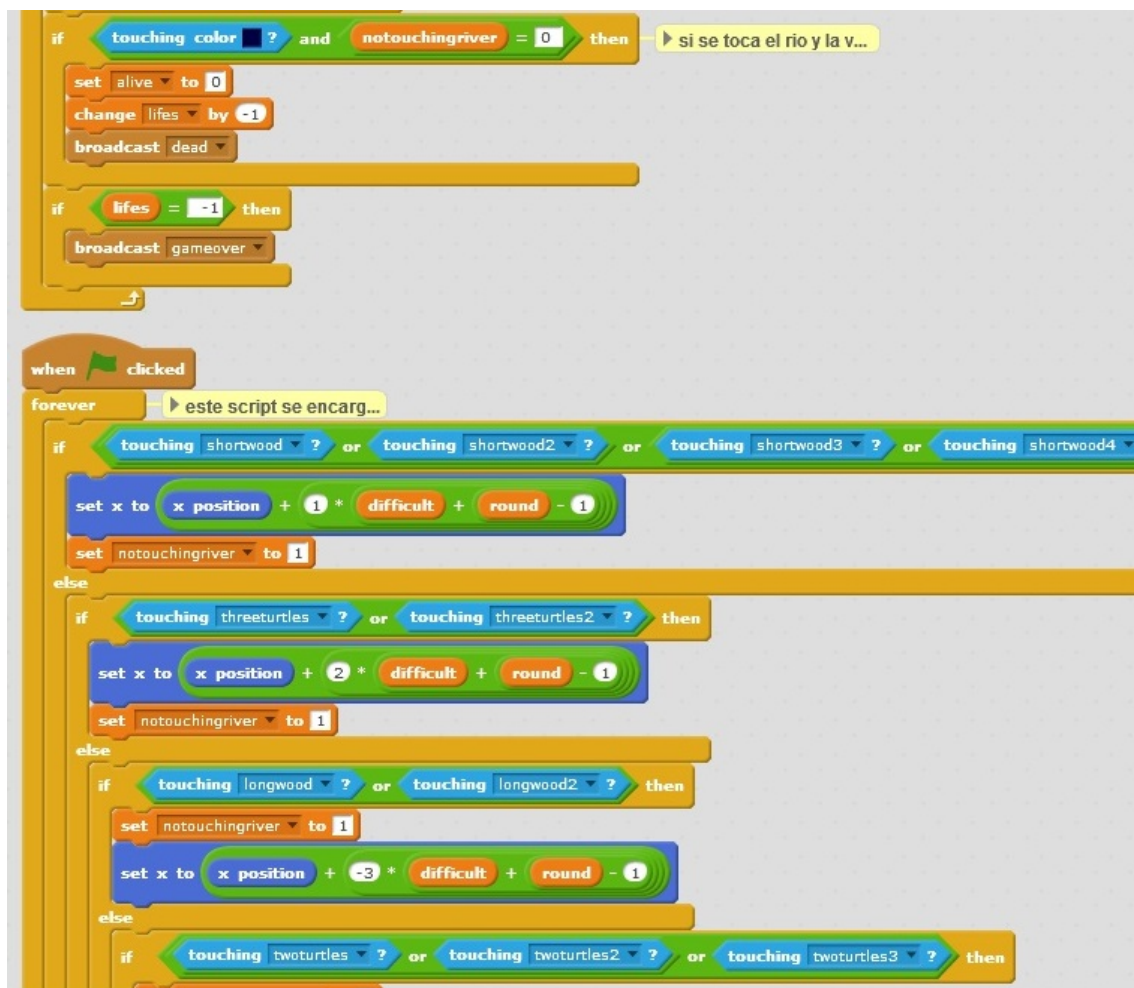 if touching color ? and notouchingriver = 0 then
si se toca el rio y la v...
set alive to 0
change lifes by -1
broadcast dead
if lifes = -1 then
broadcast gameover
when clicked
forever
este script se encarg...
if touching shortwood ? or touching shortwood2 ? or touching shortwood3 ? or touching shortwood4
set x to x position + 1 * difficult + round - 1
set notouchingriver to 1
else
if touching threeturtles ? or touching threeturtles2 ? then
set x to x position + 2 * difficult + round - 1
set notouchingriver to 1
else
if touching longwood ? or touching longwood2 ? then
set notouchingriver to 1
set x to x position + -3 * difficult + round - 1
else
if touching twoturtles ? or touching twoturtles2 ? or touching twoturtles3 ? then